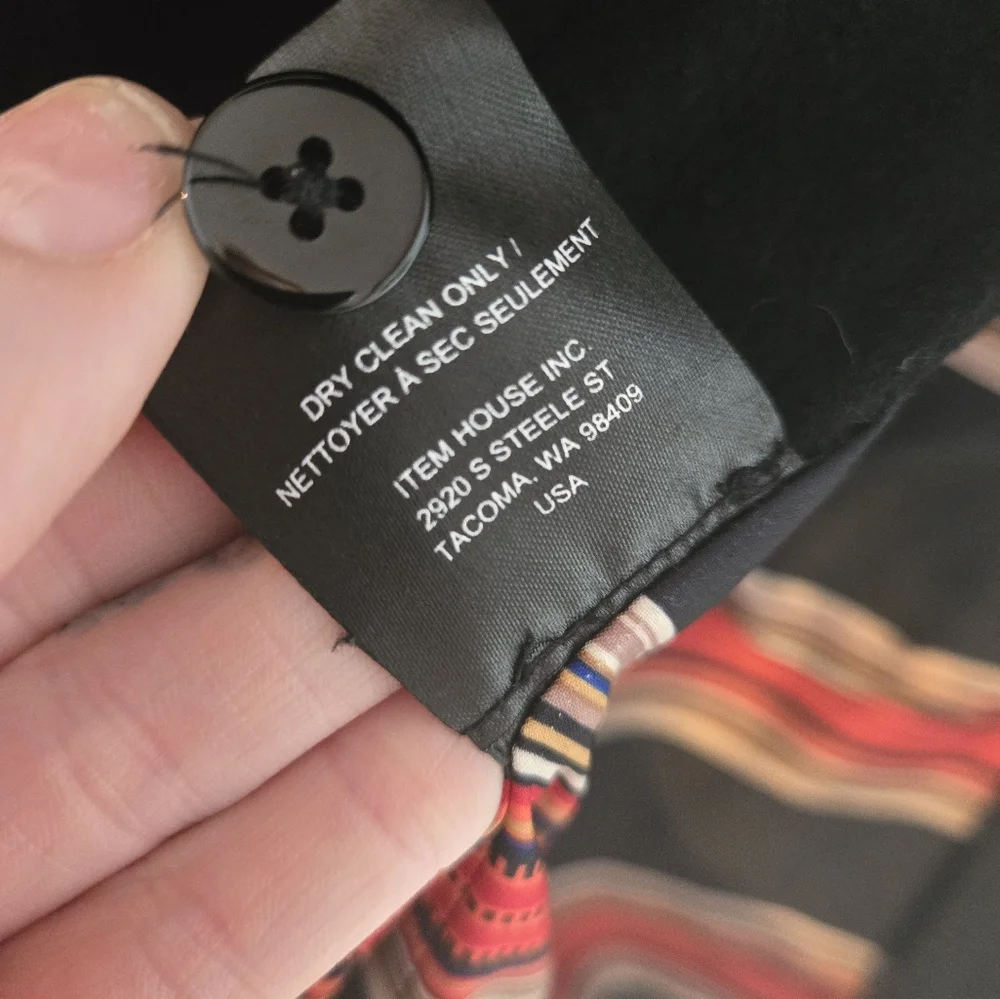 DRY CLEAN ONLY /
NETTOYER À SEC SEULEMENT
ITEM HOUSE INC.
2920 S STEELE ST
TACOMA, WA 98409
USA